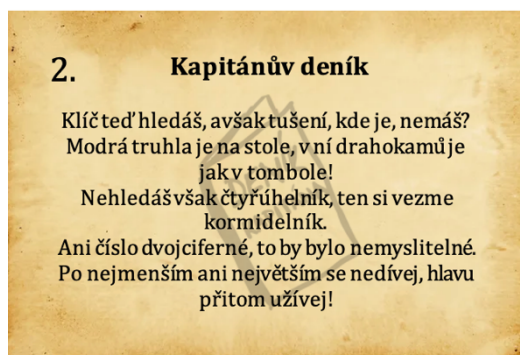 2.
Kapitánův deník
Klíč teď hledáš, avšak tušení, kde je, nemáš?
Modrá truhla je na stole, v ní drahokamů je
jak v tombole!
Nehledáš však čtyřúhelník, ten si vezme
kormidelník.
Ani číslo dvojciferné, to by bylo nemyslitelné.
Po nejmenším ani největším se nedívej, hlavu
přitom užívej!